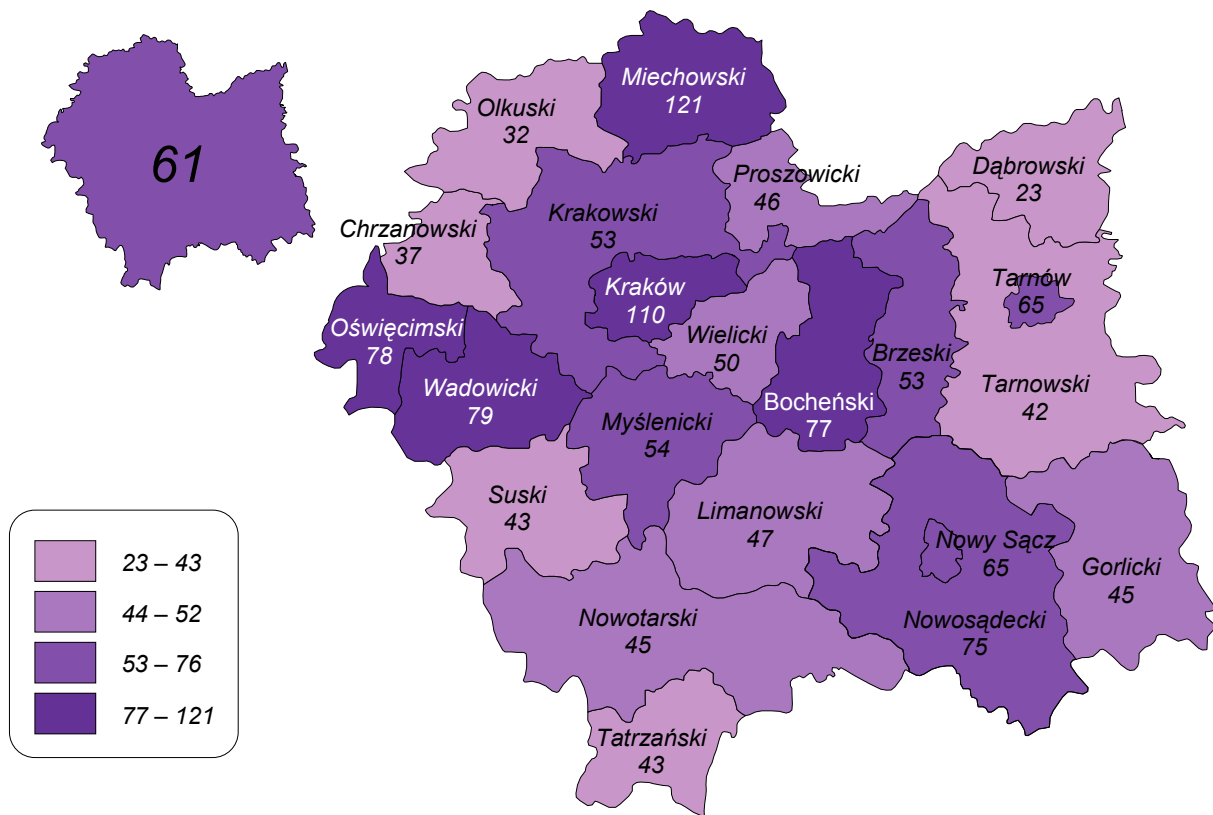 61
Miechowski
121
Olkuski
32
Proszowicki
46
Dąbrowski
23
Krakowski
53
Chrzanowski
37
Tarnów
65
Kraków
110
Oświęcimski
78
Wielicki
50
Brzeski
53
Wadowicki
79
Bocheński
77
Tarnowski
42
Myślenicki
54
Suski
43
Limanowski
47
Nowy Sącz
65
Gorlicki
45
Nowotarski
45
Nowosądecki
75
Tatrzański
43
23 – 43
44 – 52
53 – 76
77 – 121